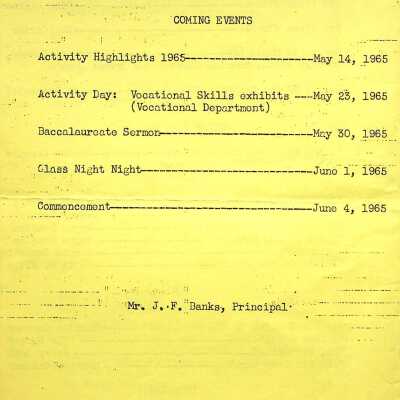 COMING EVENTS
Activity Highlights 1965----------------------May 14, 1965
Activity Day: Vocational Skills exhibits ---May 23, 1965
(Vocational Department)
Baccalaureate Sermon--------------------------May 30, 1965
Class Night Night-----------------------------June 1, 1965
Commencement----------------------------------June 4, 1965
Mr. J. F. Banks, Principal